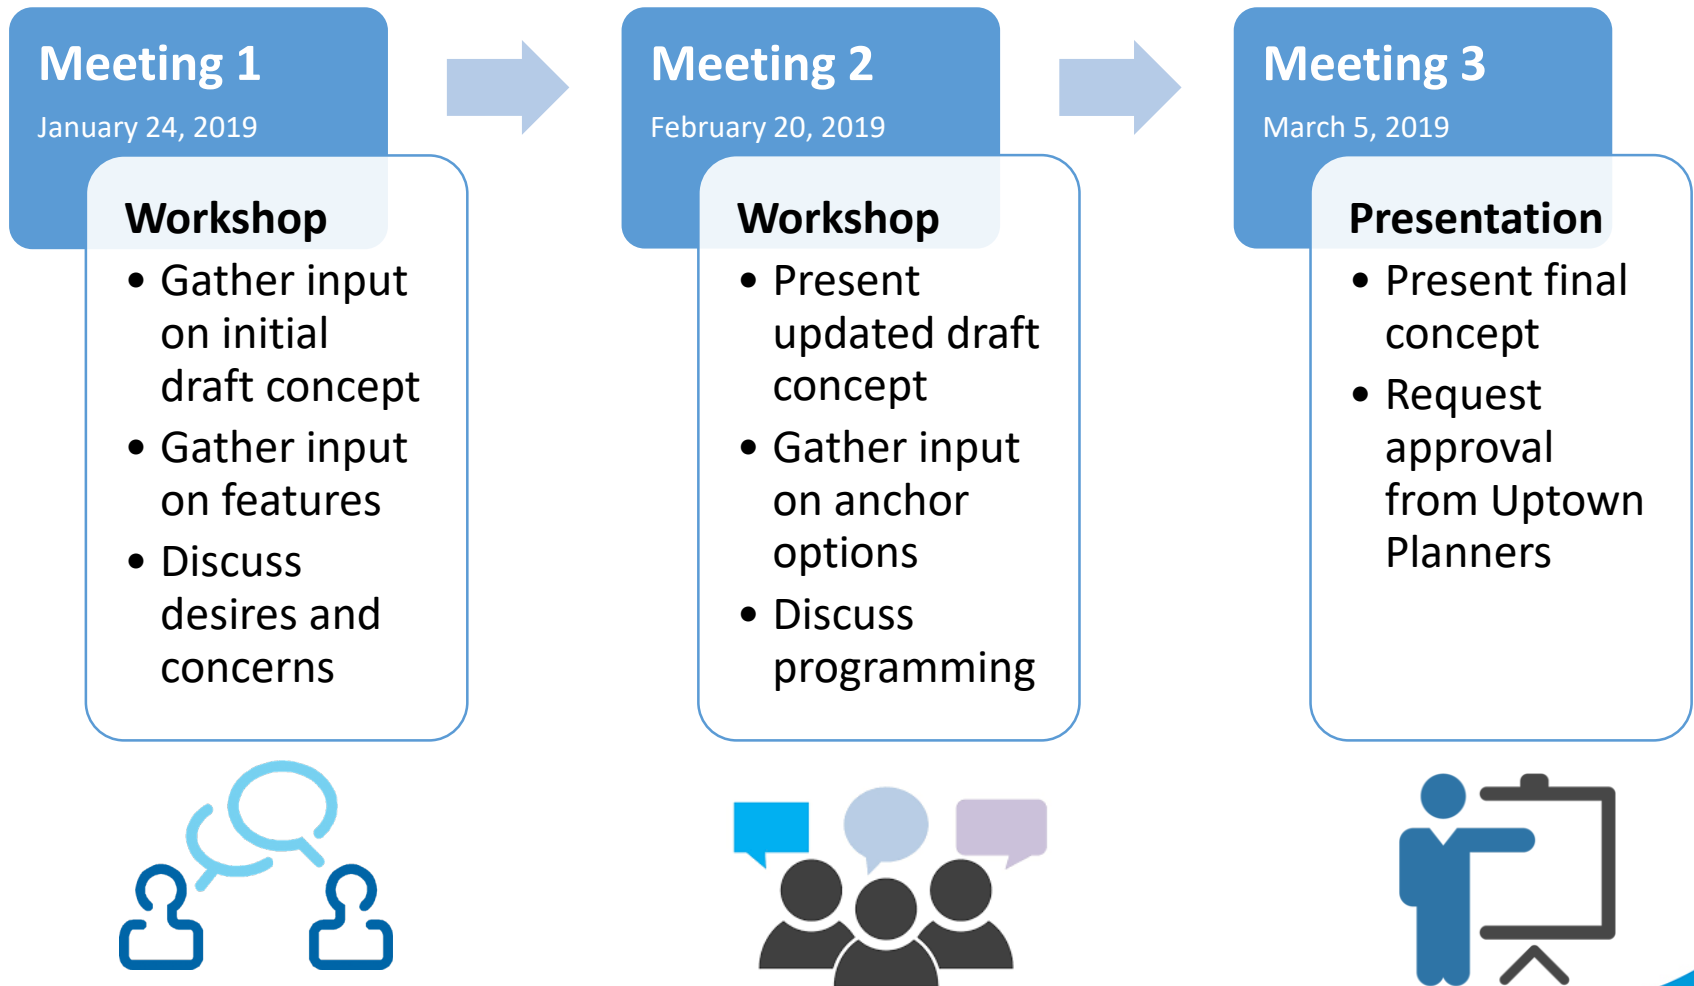 Meeting 1
January 24, 2019
Workshop
• Gather input
on initial
draft concept
• Gather input
on features
• Discuss
desires and
concerns
Meeting 2
February 20, 2019
Workshop
• Present
updated draft
concept
• Gather input
on anchor
options
• Discuss
programming
Meeting 3
March 5, 2019
Presentation
• Present final
concept
• Request
approval
from Uptown
Planners